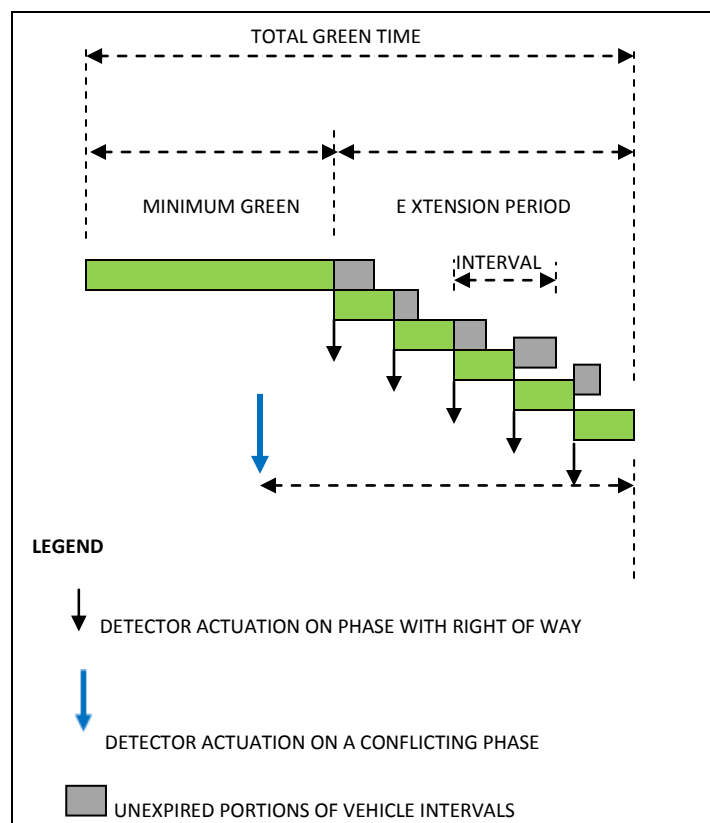 TOTAL GREEN TIME
MINIMUM GREEN
E XTENSION PERIOD
INTERVAL
LEGEND
DETECTOR ACTUATION ON PHASE WITH RIGHT OF WAY
DETECTOR ACTUATION ON A CONFLICTING PHASE
UNEXPIRED PORTIONS OF VEHICLE INTERVALS